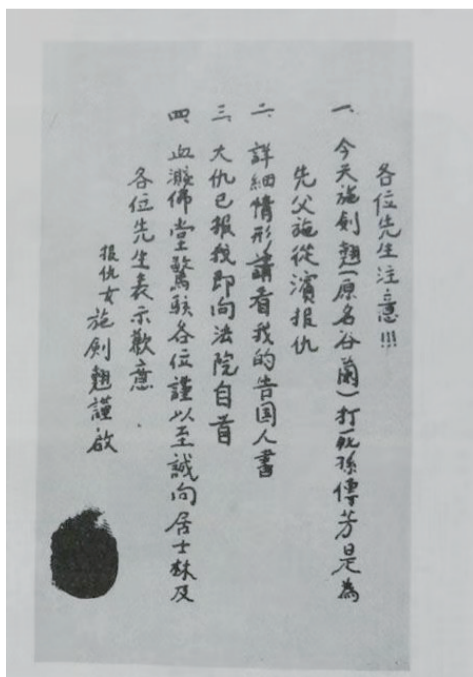 各位先生注意!!!
一、今天施劍翹(原名谷蘭)打死孫傳芳是為
先父施從濱報仇
二、詳細情形請看我的告国人書
三、大仇已報我即向法院自首
四、血濺佛堂驚駭各位謹以至誠向居士林及
各位先生表示歉意
報仇女施劍翹謹啟